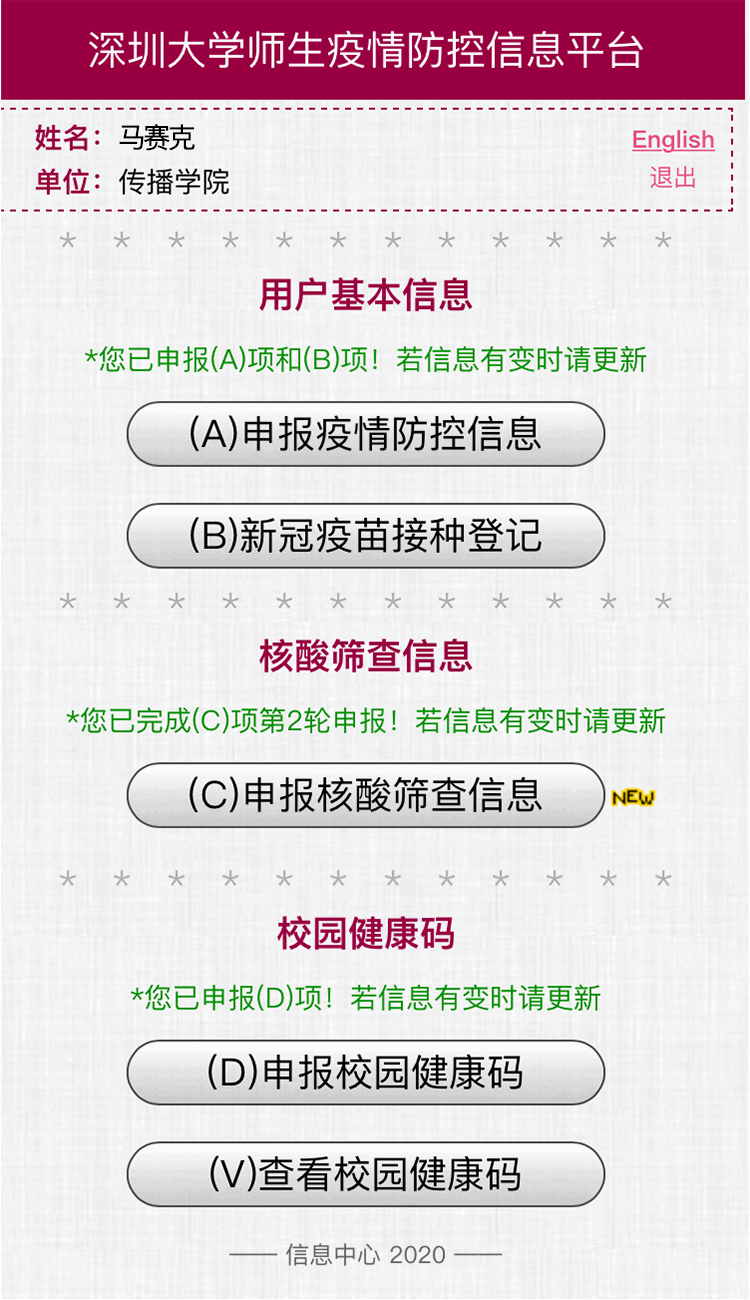 深圳大学师生疫情防控信息平台
姓名：马赛克
English
单位：传播学院
退出
* * * * * * * * * * * *
用户基本信息
*您已申报(A)项和(B)项！若信息有变时请更新
(A)申报疫情防控信息
(B)新冠疫苗接种登记
* * * * * * * * * * * *
核酸筛查信息
*您已完成(C)项第2轮申报！若信息有变时请更新
(C)申报核酸筛查信息 NEW
* * * * * * * * * * * *
校园健康码
*您已申报(D)项！若信息有变时请更新
(D)申报校园健康码
(V)查看校园健康码
—— 信息中心 2020 ——